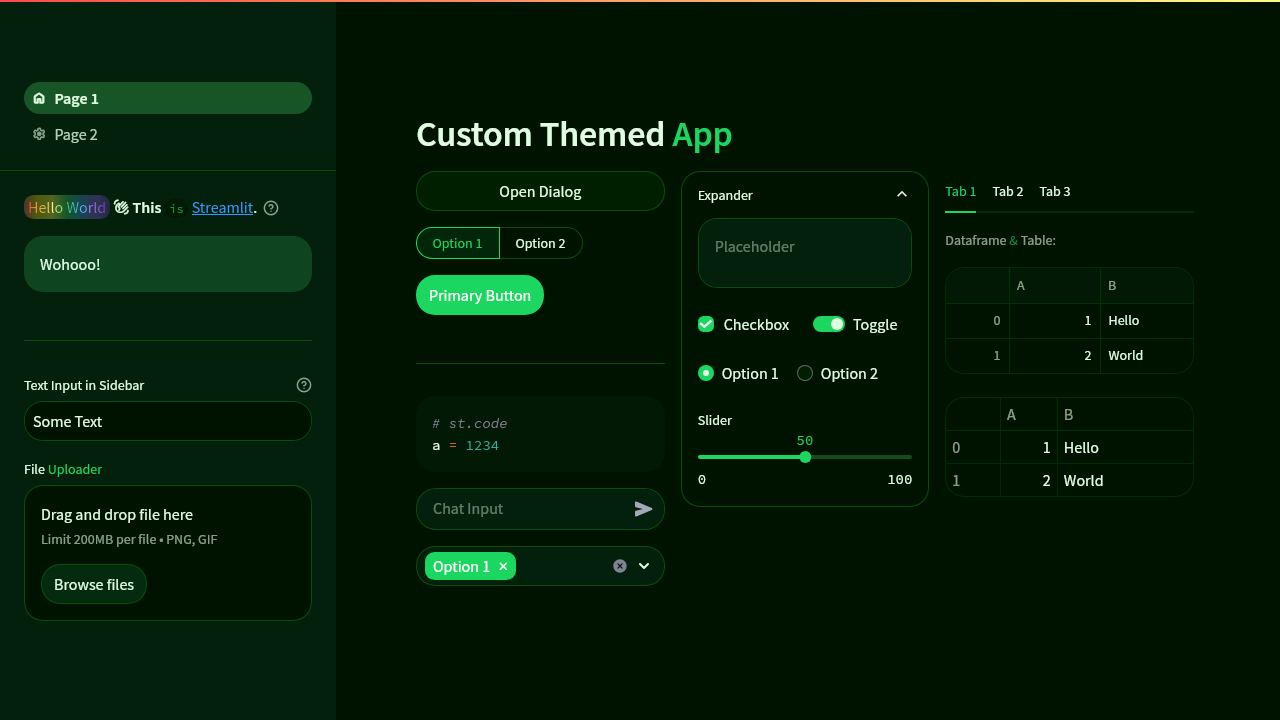 Page 1
Page 2
Hello World 👋 This is Streamlit.
Wohooo!
Text Input in Sidebar
Some Text
File Uploader
Drag and drop file here
Limit 200MB per file • PNG, GIF
Browse files
Custom Themed App
Open Dialog
Option 1 Option 2
Primary Button
# st.code
a = 1234
Chat Input
Option 1
Expander
Placeholder
Checkbox Toggle
Option 1 Option 2
Slider
50
0 100
Tab 1 Tab 2 Tab 3
Dataframe & Table:
A B
0 1 Hello
1 2 World
A B
0 1 Hello
1 2 World